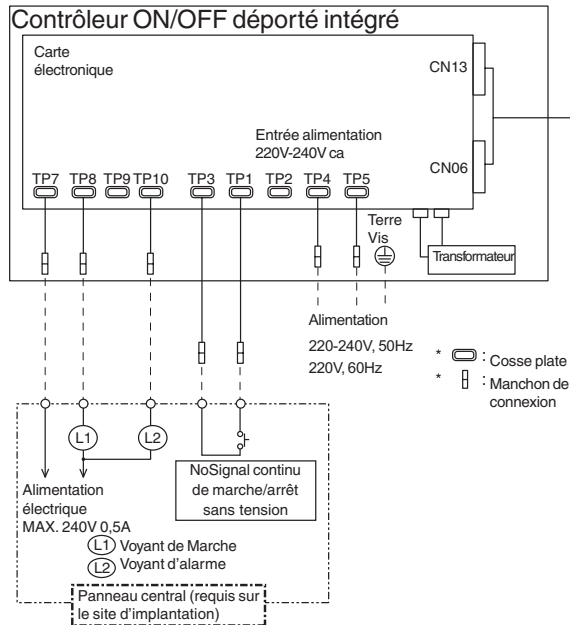 Contrôleur ON/OFF déporté intégré
Carte
électronique
CN13
Entrée alimentation
220V-240V ca
CN06
TP7 TP8 TP9 TP10 TP3 TP1 TP2 TP4 TP5
Terre
Vis
Transformateur
Alimentation
220-240V, 50Hz
220V, 60Hz
* : Cosse plate
* : Manchon de
connexion
L1 L2
NoSignal continu
de marche/arrêt
sans tension
Alimentation
électrique
MAX. 240V 0,5A
L1 Voyant de Marche
L2 Voyant d'alarme
Panneau central (requis sur
le site d'implantation)